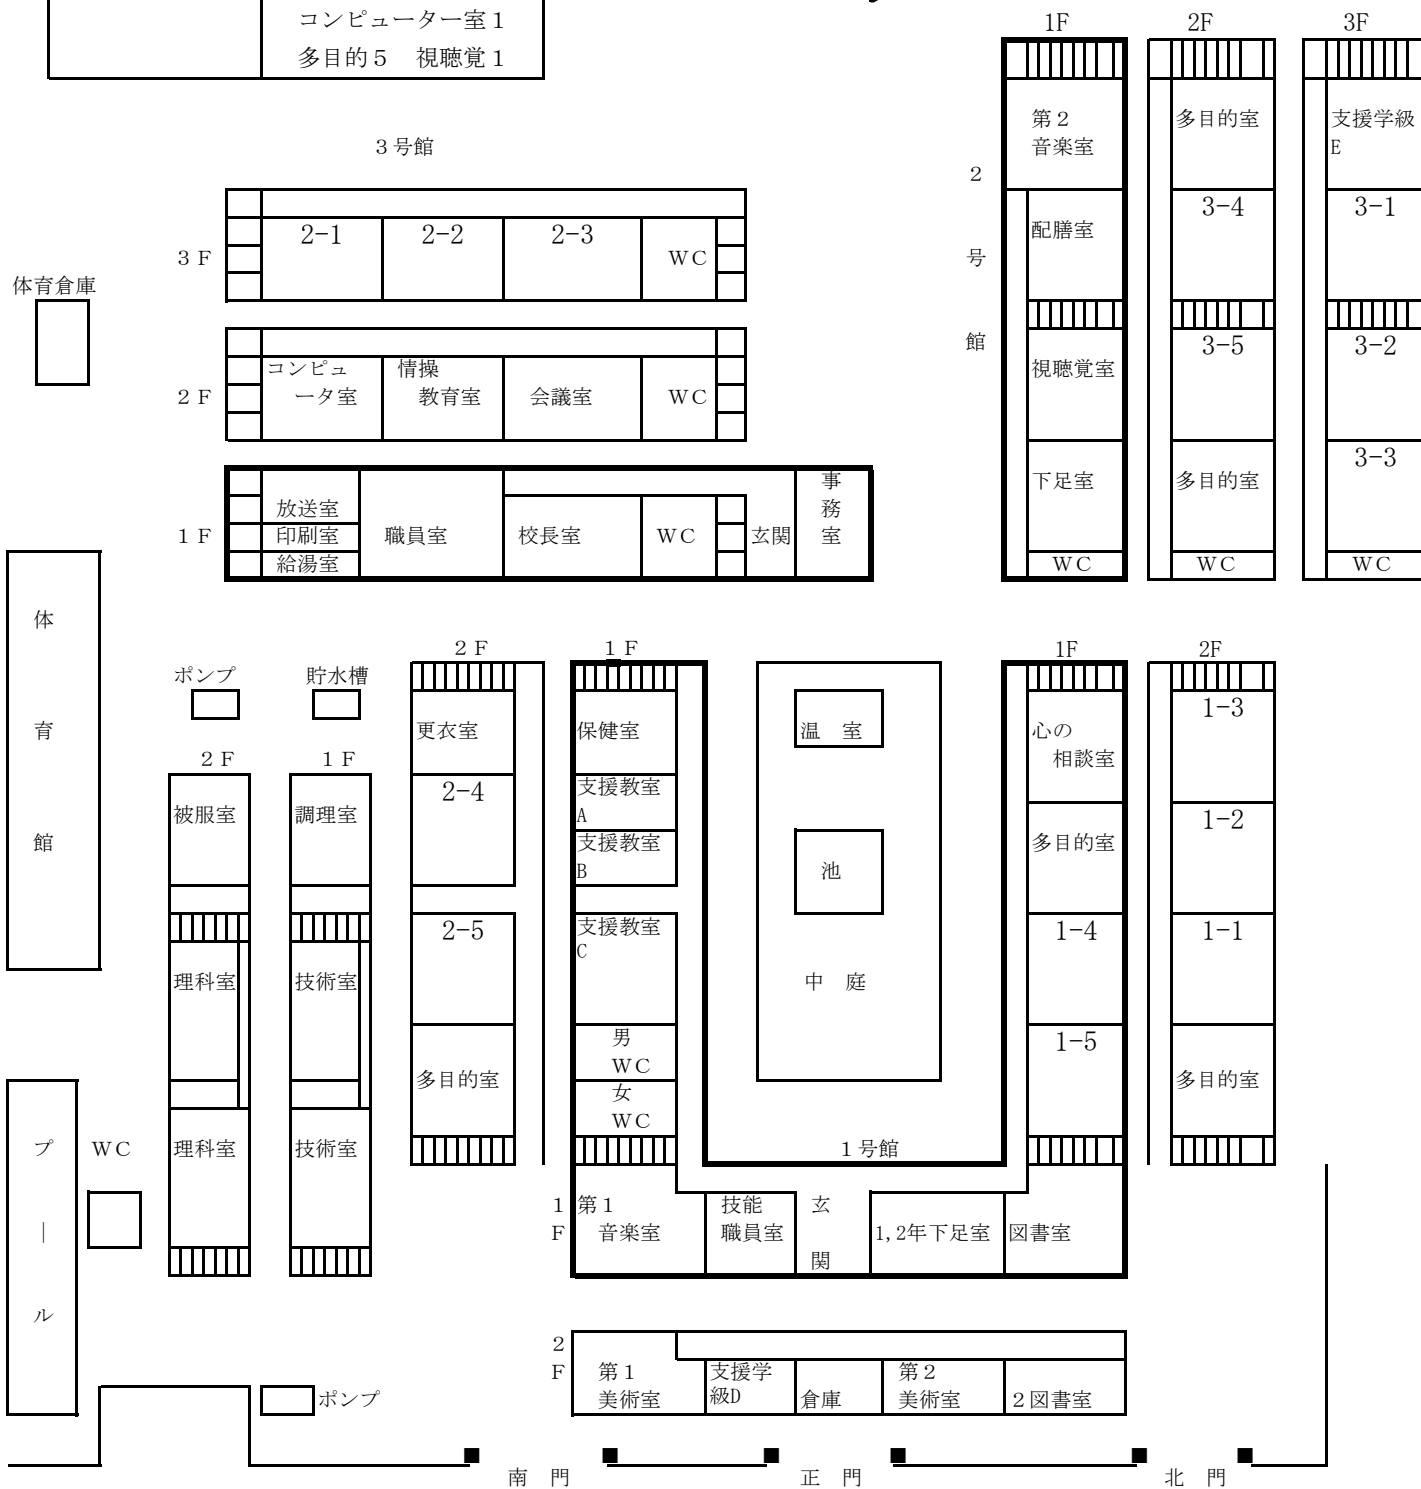 コンピューター室１
多目的５　視聴覚１
1F
2F
3F
第２
音楽室
多目的室
支援学級
E
３号館
２
号
館
配膳室
3-4
3-1
３Ｆ
2-1
2-2
2-3
ＷＣ
体育倉庫
視聴覚室
3-5
3-2
２Ｆ
コンピュ
ータ室
情操
教育室
会議室
ＷＣ
下足室
多目的室
3-3
１Ｆ
放送室
印刷室
給湯室
職員室
校長室
ＷＣ
玄関
事
務
室
ＷＣ
ＷＣ
ＷＣ
体
育
館
ポンプ
貯水槽
２Ｆ
１Ｆ
1F
2F
更衣室
保健室
温　室
心の
相談室
1-3
２Ｆ
１Ｆ
被服室
調理室
2-4
支援教室
A
支援教室
B
池
多目的室
1-2
2-5
支援教室
C
1-4
1-1
理科室
技術室
中　庭
男
ＷＣ
女
ＷＣ
1-5
多目的室
多目的室
プ
｜
ル
ＷＣ
理科室
技術室
１号館
１
Ｆ
第１
音楽室
技能
職員室
玄
関
1,2年下足室
図書室
２
Ｆ
第１
美術室
支援学
級D
倉庫
第２
美術室
２図書室
ポンプ
南　門
正　門
北　門